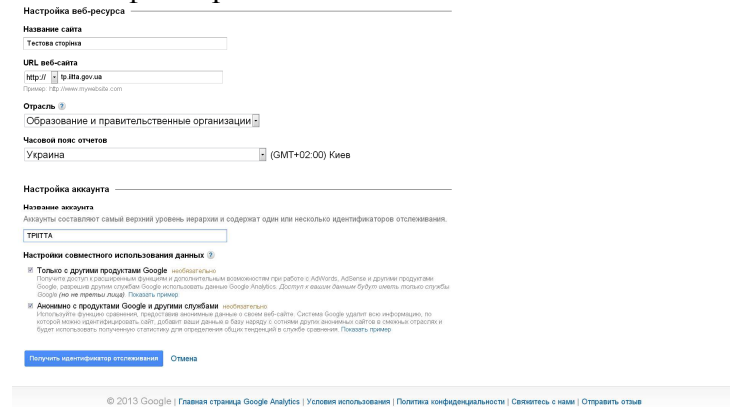 Настройка веб-ресурса
Название сайта
Тестова сторінка
URL веб-сайта
http:// tp.iitta.gov.ua
Пример: http://www.mywebsite.com
Отрасль ?
Образование и правительственные организации
Часовой пояс отчетов
Украина (GMT+02:00) Киев
Настройка аккаунта
Название аккаунта
Аккаунты составляют самый верхний уровень иерархии и содержат один или несколько идентификаторов отслеживания.
TPIITTA
Настройки совместного использования данных ?
Только с другими продуктами Google необязательно
Получите доступ к расширенным функциям и дополнительным возможностям при работе с AdWords, AdSense и другими продуктами
Google, разрешив другим службам Google использовать данные Google Analytics. Доступ к вашим данным будут иметь только службы
Google (но не третьи лица). Показать пример
Анонимно с продуктами Google и другими службами необязательно
Используйте функцию сравнения, предоставив анонимные данные о своем веб-сайте. Система Google удалит всю информацию, по
которой можно идентифицировать сайт, добавит ваши данные в базу наряду с сотнями других анонимных сайтов в смежных отраслях и
будет использовать полученную статистику для определения общих тенденций в службе сравнения. Показать пример
Получить идентификатор отслеживания Отмена
© 2013 Google | Главная страница Google Analytics | Условия использования | Политика конфиденциальности | Свяжитесь с нами | Отправить отзыв